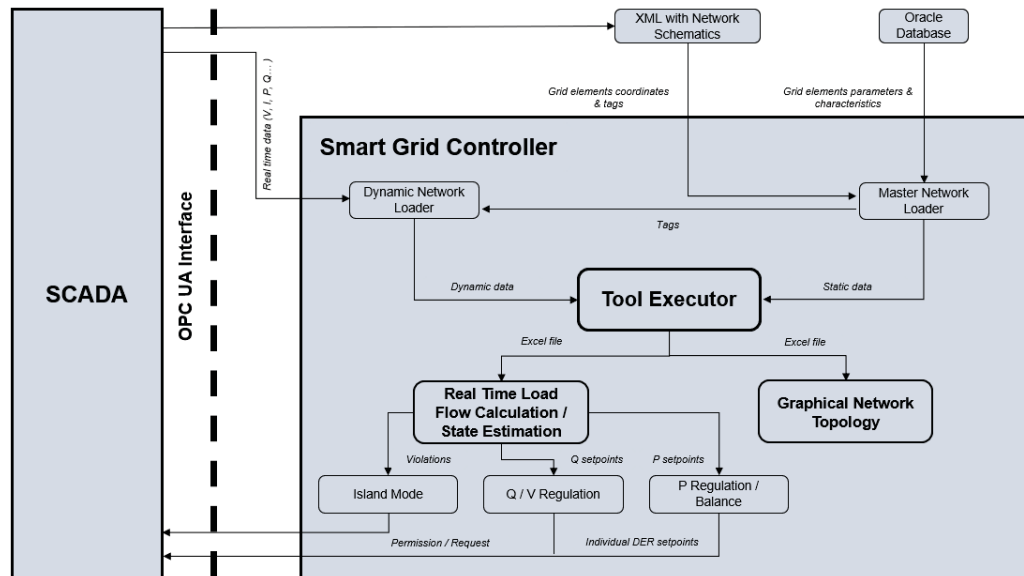 XML with Network
Schematics
Oracle
Database
Grid elements coordinates
& tags
Grid elements parameters &
characteristics
Real time data (V, I, P, Q... )
Smart Grid Controller
Dynamic Network
Loader
Master Network
Loader
Tags
SCADA
OPC UA Interface
Dynamic data
Tool Executor
Static data
Excel file
Excel file
Real Time Load
Flow Calculation /
State Estimation
Graphical Network
Topology
Violations
Q setpoints
P setpoints
Island Mode
Q / V Regulation
P Regulation /
Balance
Permission / Request
Individual DER setpoints